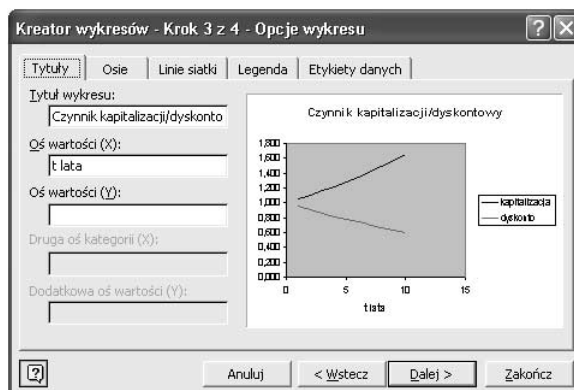 Kreator wykresów - Krok 3 z 4 - Opcje wykresu
Tytuły Osie Linie siatki Legenda Etykiety danych
Tytuł wykresu:
Czynnik kapitalizacji/dyskonto
Oś wartości (X):
t lata
Oś wartości (Y):
Druga oś kategorii (X):
Dodatkowa oś wartości (Y):
Czynnik kapitalizacji/dyskontowy
1,800
1,600
1,400
1,200
1,000
0,800
0,600
0,400
0,200
0,000
0 5 10 15
t lata
kapitalizacja
dyskonto
Anuluj < Wstecz Dalej > Zakończ